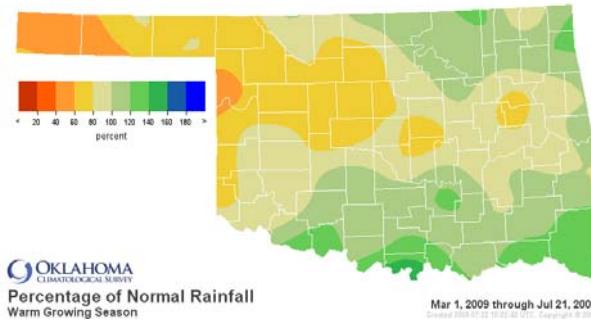 < 20 40 60 80 100 120 140 160 180 >
percent
OKLAHOMA
CLIMATOLOGICAL SURVEY
Percentage of Normal Rainfall
Warm Growing Season
Mar 1, 2009 through Jul 21, 200